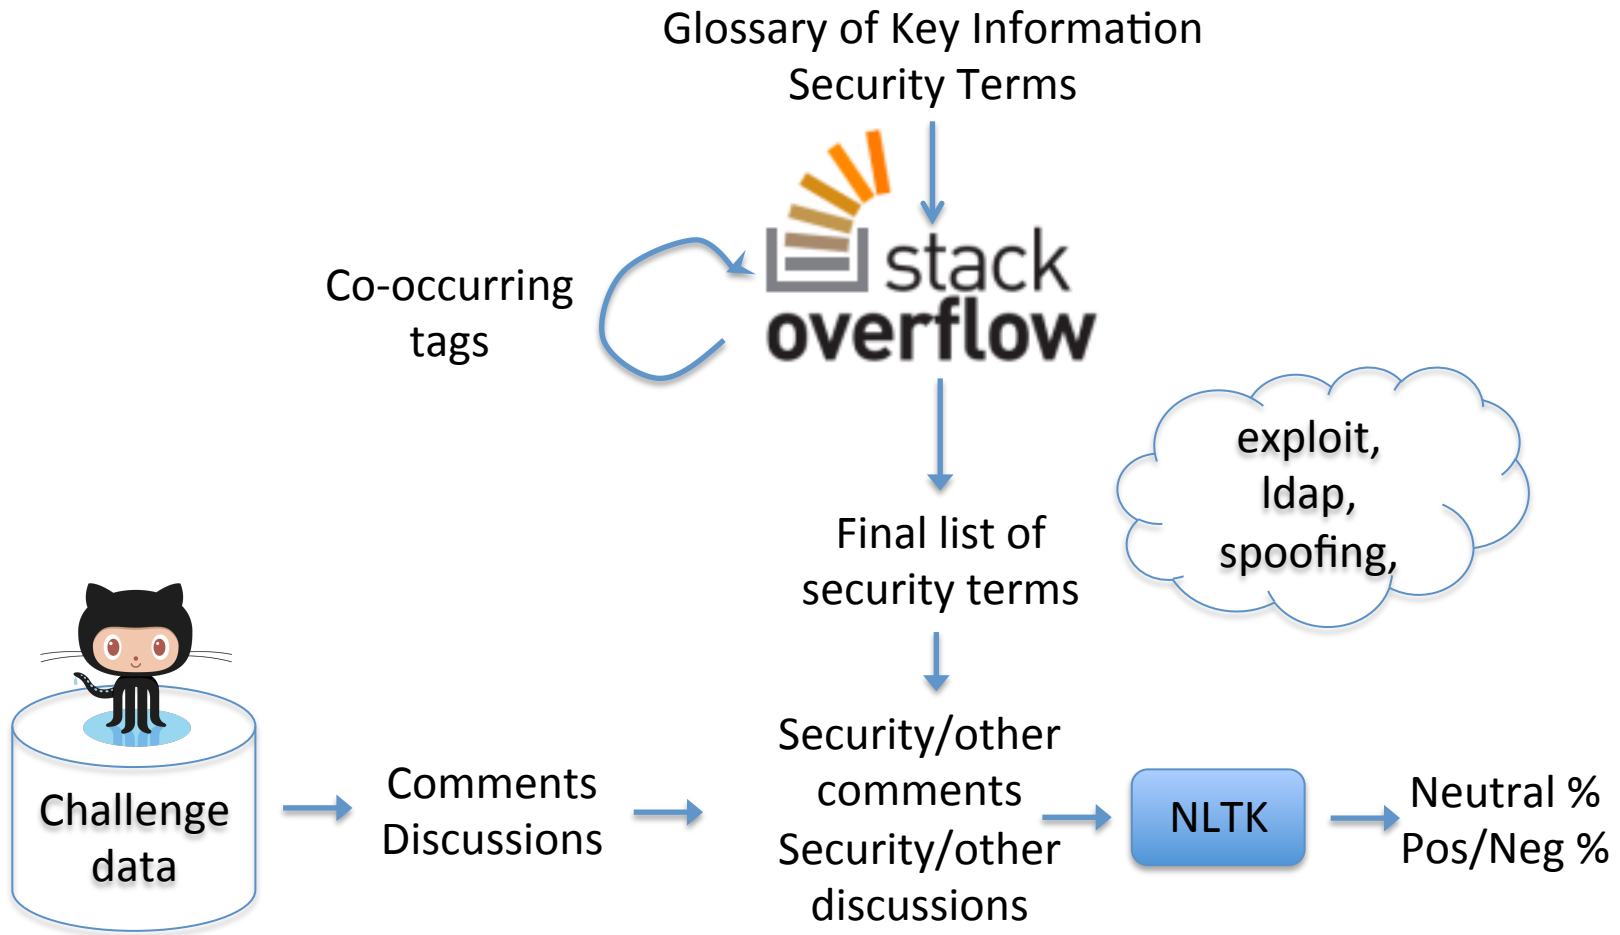 Glossary of Key Information
Security Terms
stack
overflow
Co-occurring
tags
exploit,
ldap,
spoofing,
Final list of
security terms
Challenge
data
Comments
Discussions
Security/other
comments
Security/other
discussions
NLTK
Neutral %
Pos/Neg %